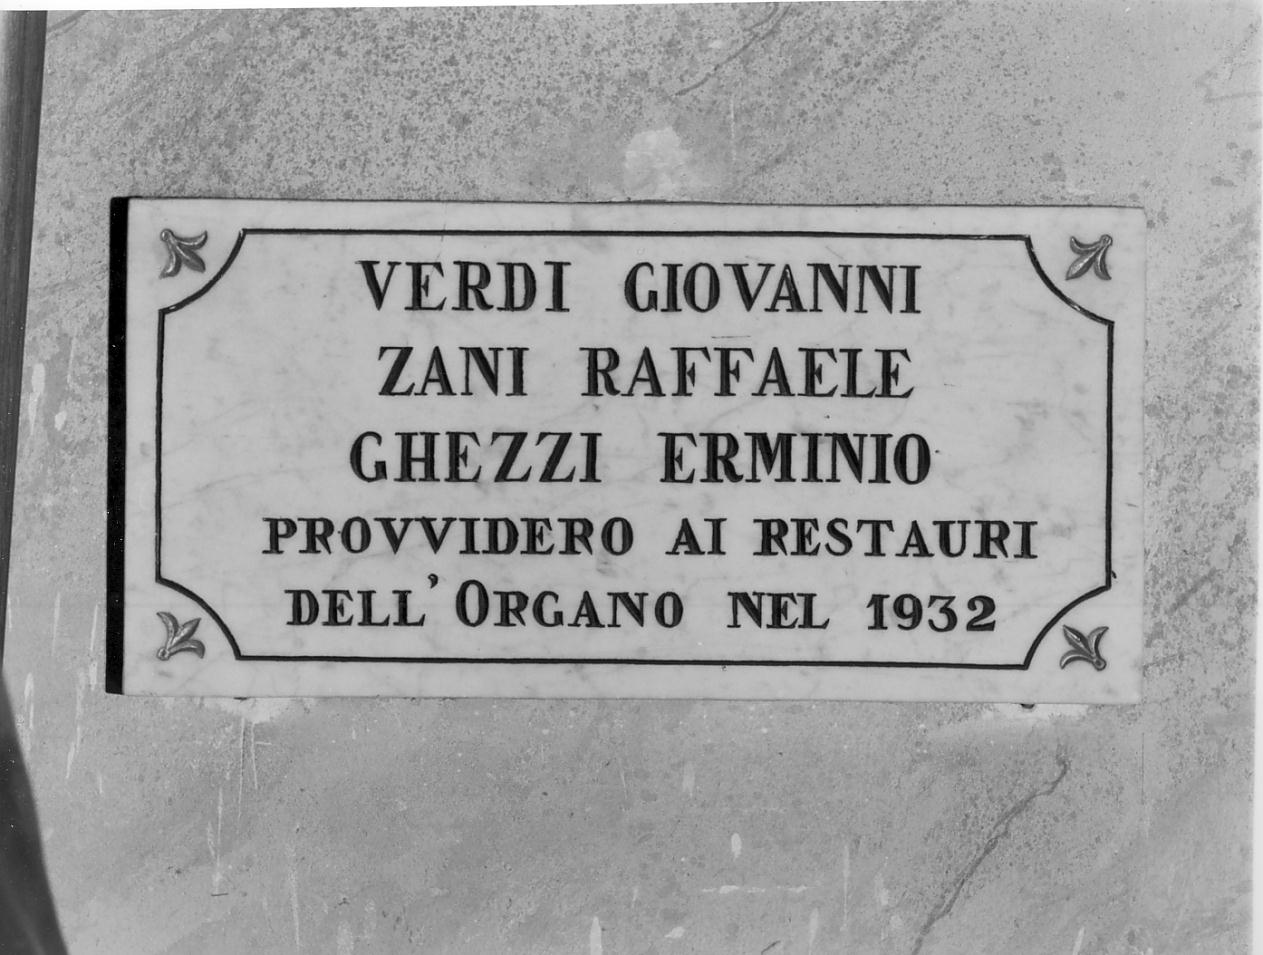 VERDI GIOVANNI
ZANI RAFFAELE
GHEZZI ERMINIO
PROVVIDERO AI RESTAURI
DELL'ORGANO NEL 1932